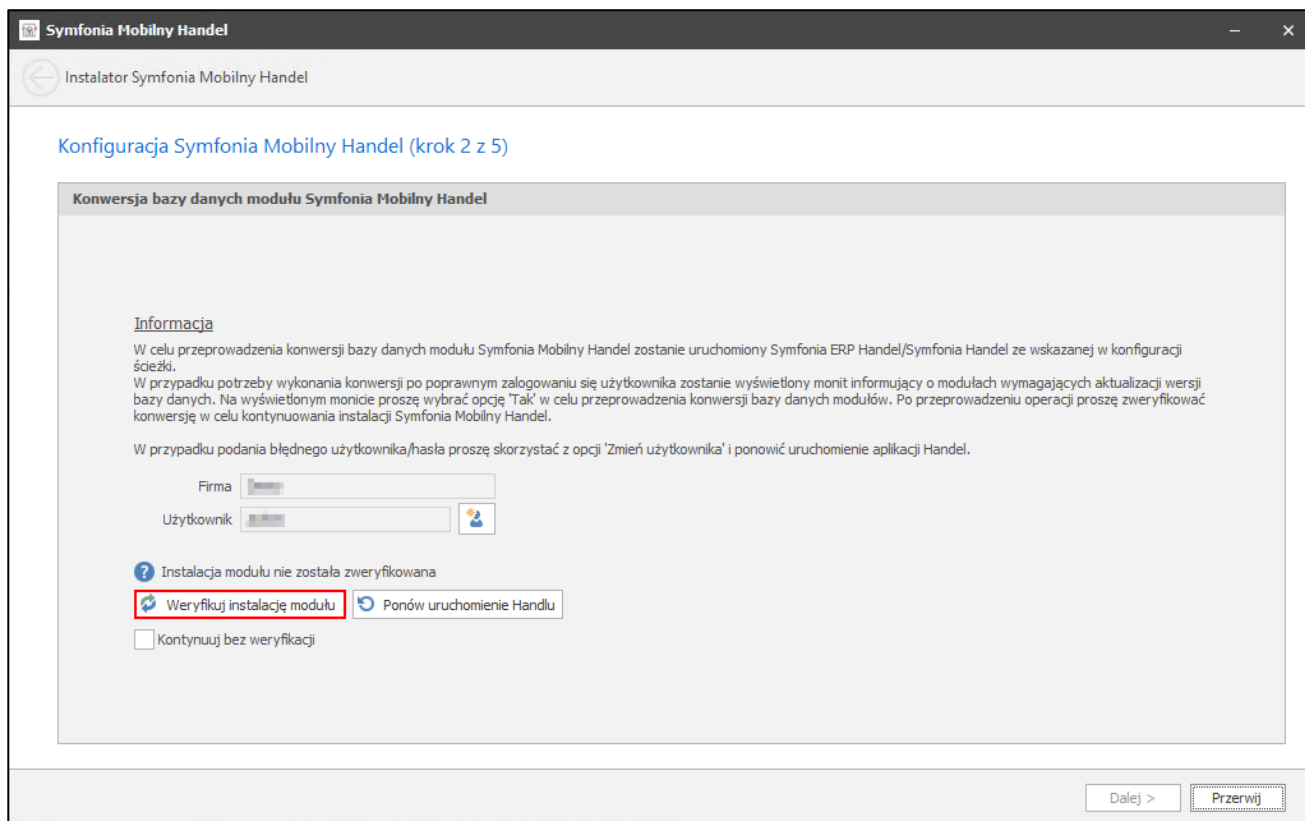 Symfonia Mobilny Handel
Instalator Symfonia Mobilny Handel
Konfiguracja Symfonia Mobilny Handel (krok 2 z 5)
Konwersja bazy danych modułu Symfonia Mobilny Handel
Informacja
W celu przeprowadzenia konwersji bazy danych modułu Symfonia Mobilny Handel zostanie uruchomiony Symfonia ERP Handel/Symfonia Handel ze wskazanej w konfiguracji
ścieżki.
W przypadku potrzeby wykonania konwersji po poprawnym zalogowaniu się użytkownika zostanie wyświetlony monit informujący o modułach wymagających aktualizacji wersji
bazy danych. Na wyświetlonym monicie proszę wybrać opcję 'Tak' w celu przeprowadzenia konwersji bazy danych modułów. Po przeprowadzeniu operacji proszę zweryfikować
konwersję w celu kontynuowania instalacji Symfonia Mobilny Handel.
W przypadku podania błędnego użytkownika/hasła proszę skorzystać z opcji 'Zmień użytkownika' i ponowić uruchomienie aplikacji Handel.
Firma
Użytkownik
Instalacja modułu nie została zweryfikowana
Weryfikuj instalację modułu Ponów uruchomienie Handlu
Kontynuuj bez weryfikacji
Dalej > Przerwij